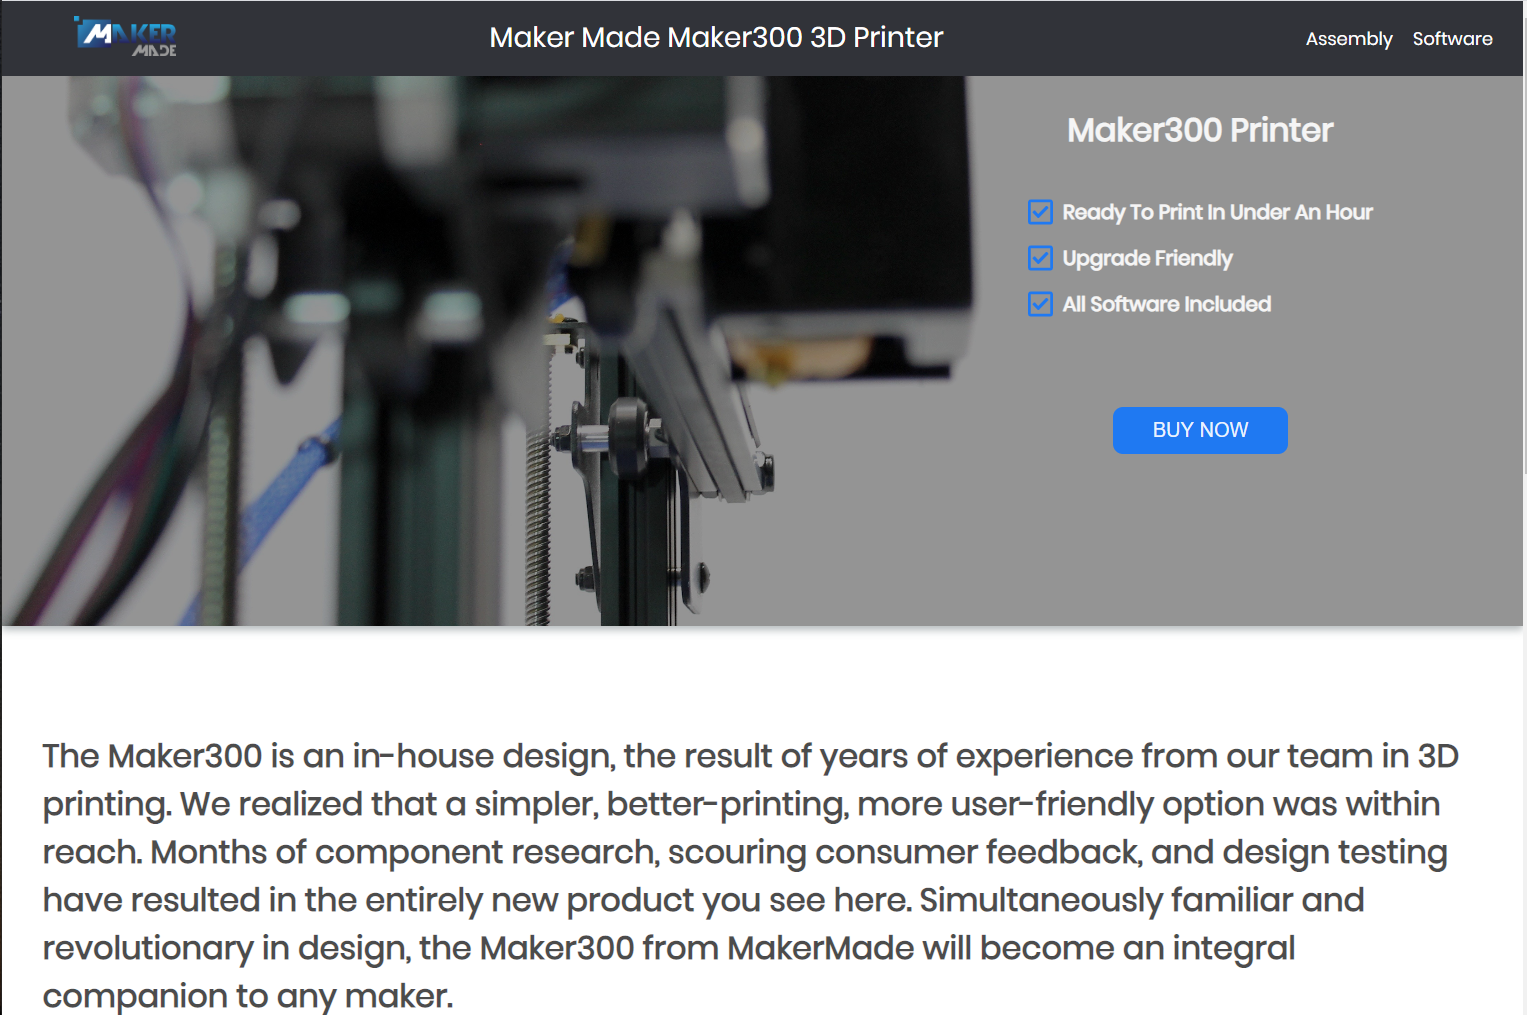 MAKER
MADE
Maker Made Maker300 3D Printer
Assembly Software
Maker300 Printer
Ready To Print In Under An Hour
Upgrade Friendly
All Software Included
BUY NOW
The Maker300 is an in-house design, the result of years of experience from our team in 3D
printing. We realized that a simpler, better-printing, more user-friendly option was within
reach. Months of component research, scouring consumer feedback, and design testing
have resulted in the entirely new product you see here. Simultaneously familiar and
revolutionary in design, the Maker300 from MakerMade will become an integral
companion to any maker.